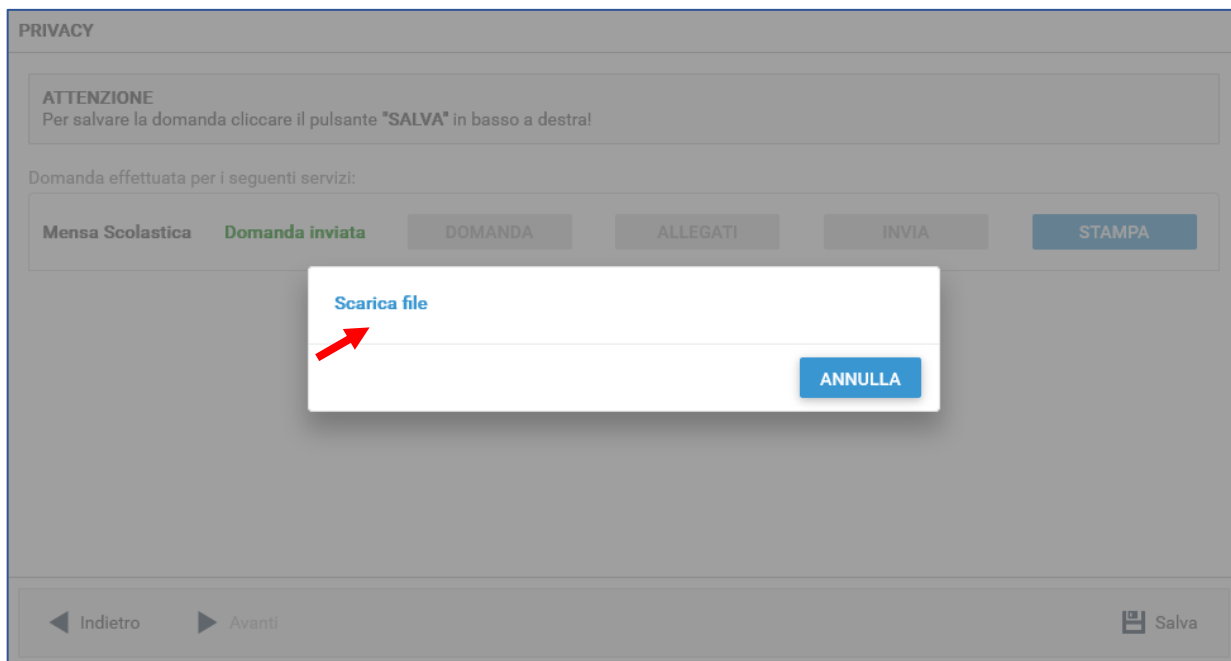 PRIVACY
ATTENZIONE
Per salvare la domanda cliccare il pulsante "SALVA" in basso a destra!
Domanda effettuata per i seguenti servizi:
Mensa Scolastica Domanda inviata DOMANDA ALLEGATI INVIA STAMPA
Scarica file
ANNULLA
Indietro Avanti Salva